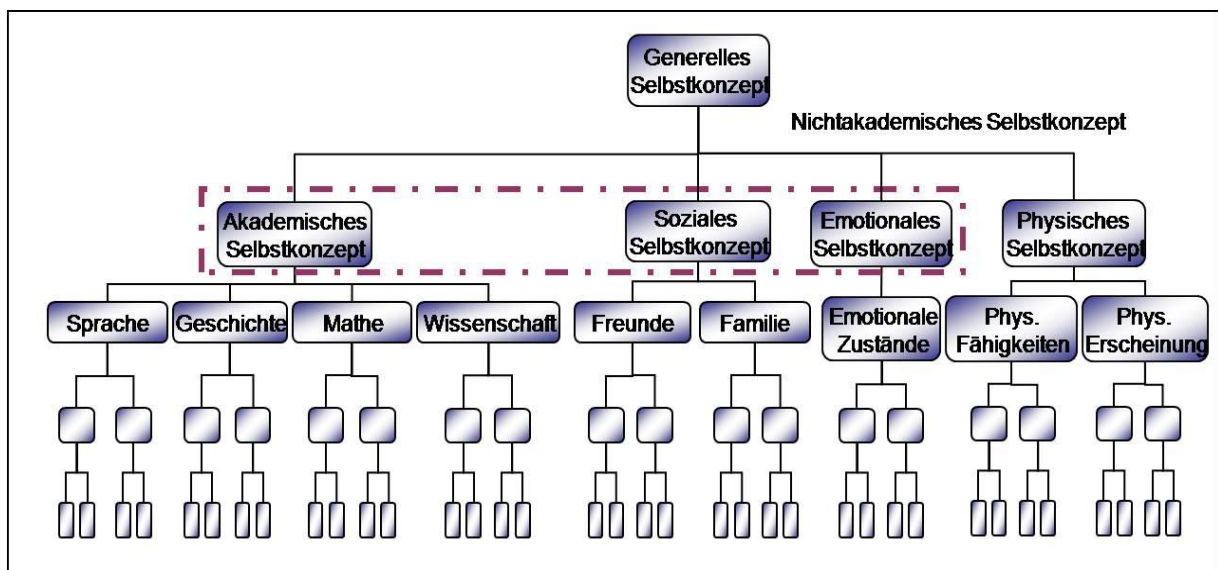 Generelles
Selbstkonzept
Nichtakademisches Selbstkonzept
Akademisches
Selbstkonzept
Soziales
Selbstkonzept
Emotionales
Selbstkonzept
Physisches
Selbstkonzept
Sprache
Geschichte
Mathe
Wissenschaft
Freunde
Familie
Emotionale
Zustände
Phys.
Fähigkeiten
Phys.
Erscheinung